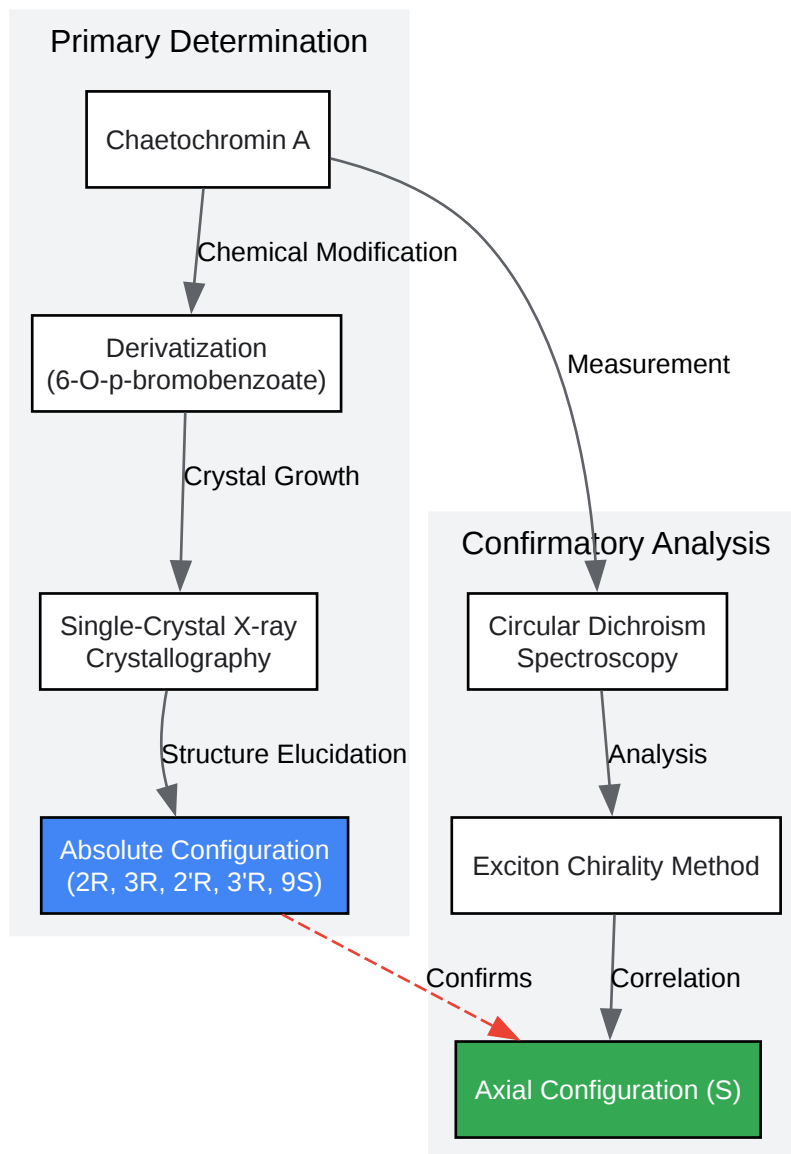 Primary Determination
Chaetochromin A
Chemical Modification
Derivatization
(6-O-p-bromobenzoate)
Measurement
Crystal Growth
Confirmatory Analysis
Single-Crystal X-ray
Crystallography
Circular Dichroism
Spectroscopy
Structure Elucidation
Analysis
Absolute Configuration
(2R, 3R, 2'R, 3'R, 9S)
Exciton Chirality Method
Confirms
Correlation
Axial Configuration (S)